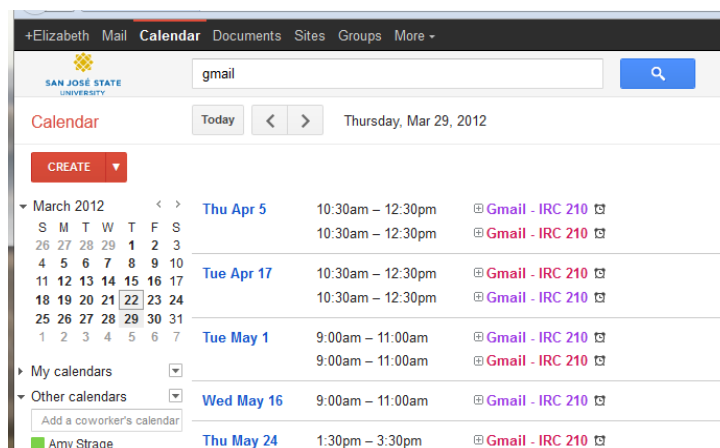 +Elizabeth Mail Calendar Documents Sites Groups More
SAN JOSÉ STATE
UNIVERSITY
gmail
Calendar
Today < > Thursday, Mar 29, 2012
CREATE
March 2012 < >
S M T W T F S
26 27 28 29 1 2 3
4 5 6 7 8 9 10
11 12 13 14 15 16 17
18 19 20 21 22 23 24
25 26 27 28 29 30 31
1 2 3 4 5 6 7
My calendars
Other calendars
Add a coworker's calendar
Amy Strage
Thu Apr 5 10:30am – 12:30pm Gmail - IRC 210
10:30am – 12:30pm Gmail - IRC 210
Tue Apr 17 10:30am – 12:30pm Gmail - IRC 210
10:30am – 12:30pm Gmail - IRC 210
Tue May 1 9:00am – 11:00am Gmail - IRC 210
9:00am – 11:00am Gmail - IRC 210
Wed May 16 9:00am – 11:00am Gmail - IRC 210
Thu May 24 1:30pm – 3:30pm Gmail - IRC 210